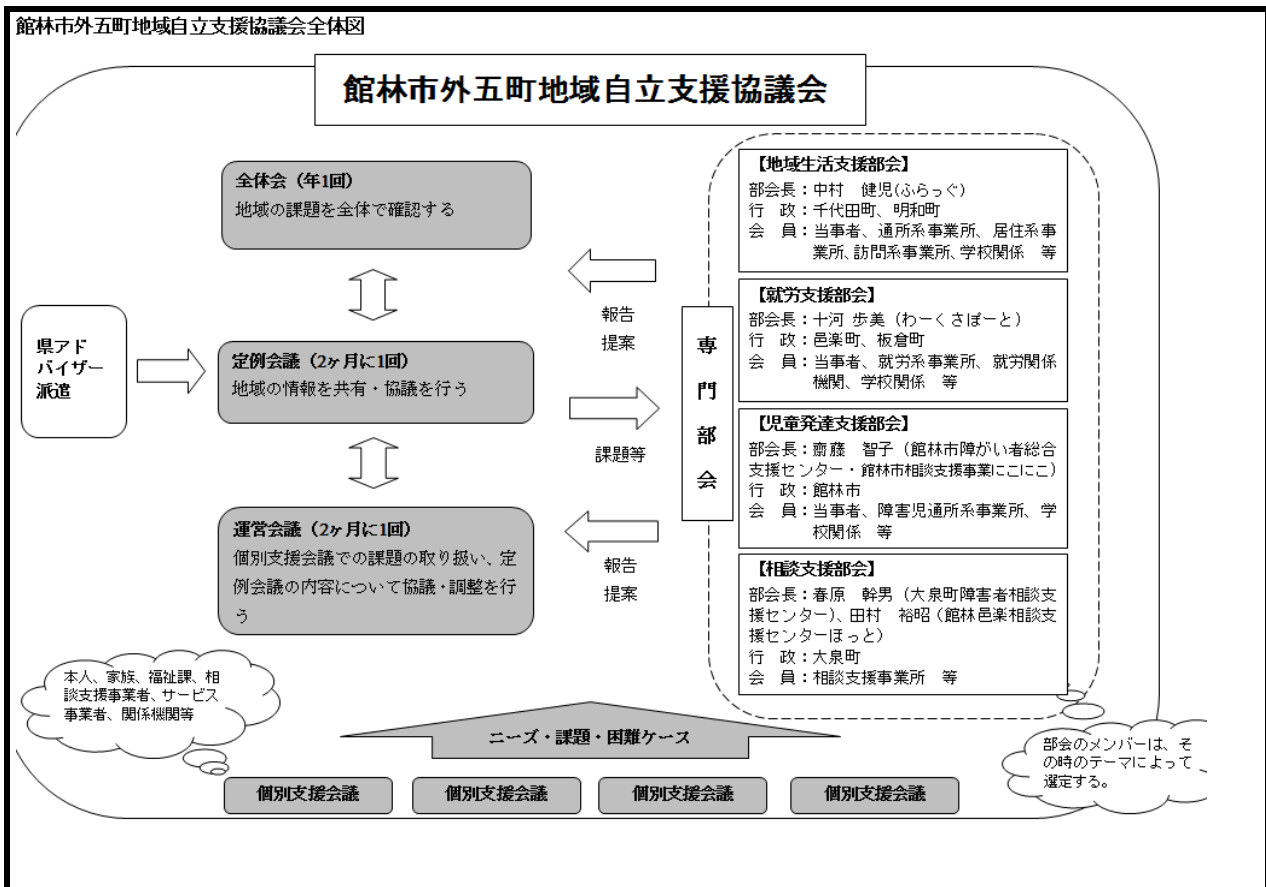 館林市外五町地域自立支援協議会全体図
館林市外五町地域自立支援協議会
全体会（年1回）
地域の課題を全体で確認する
県アド
バイザー
派遣
定例会議（2ヶ月に1回）
地域の情報を共有・協議を行う
運営会議（2ヶ月に1回）
個別支援会議での課題の取り扱い、定
例会議の内容について協議・調整を行
う
報告
提案
課題等
報告
提案
専
門
部
会
【地域生活支援部会】
部会長：中村　健児(ふらっぐ)
行　政：千代田町、明和町
会　員：当事者、通所系事業所、居住系事
業所、訪問系事業所、学校関係　等
【就労支援部会】
部会長：十河 歩美（わーくさぽーと）
行　政：邑楽町、板倉町
会　員：当事者、就労系事業所、就労関係
機関、学校関係　等
【児童発達支援部会】
部会長：齋藤　智子（館林市障がい者総合
支援センター・館林市相談支援事業にこにこ）
行　政：館林市
会　員：当事者、障害児通所系事業所、学
校関係　等
【相談支援部会】
部会長：春原　幹男（大泉町障害者相談支
援センター）、田村　裕昭（館林邑楽相談支
援センターほっと）
行　政：大泉町
会　員：相談支援事業所　等
本人、家族、福祉課、相
談支援事業者、サービス
事業者、関係機関等
ニーズ・課題・困難ケース
部会のメンバーは、そ
の時のテーマによって
選定する。
個別支援会議
個別支援会議
個別支援会議
個別支援会議